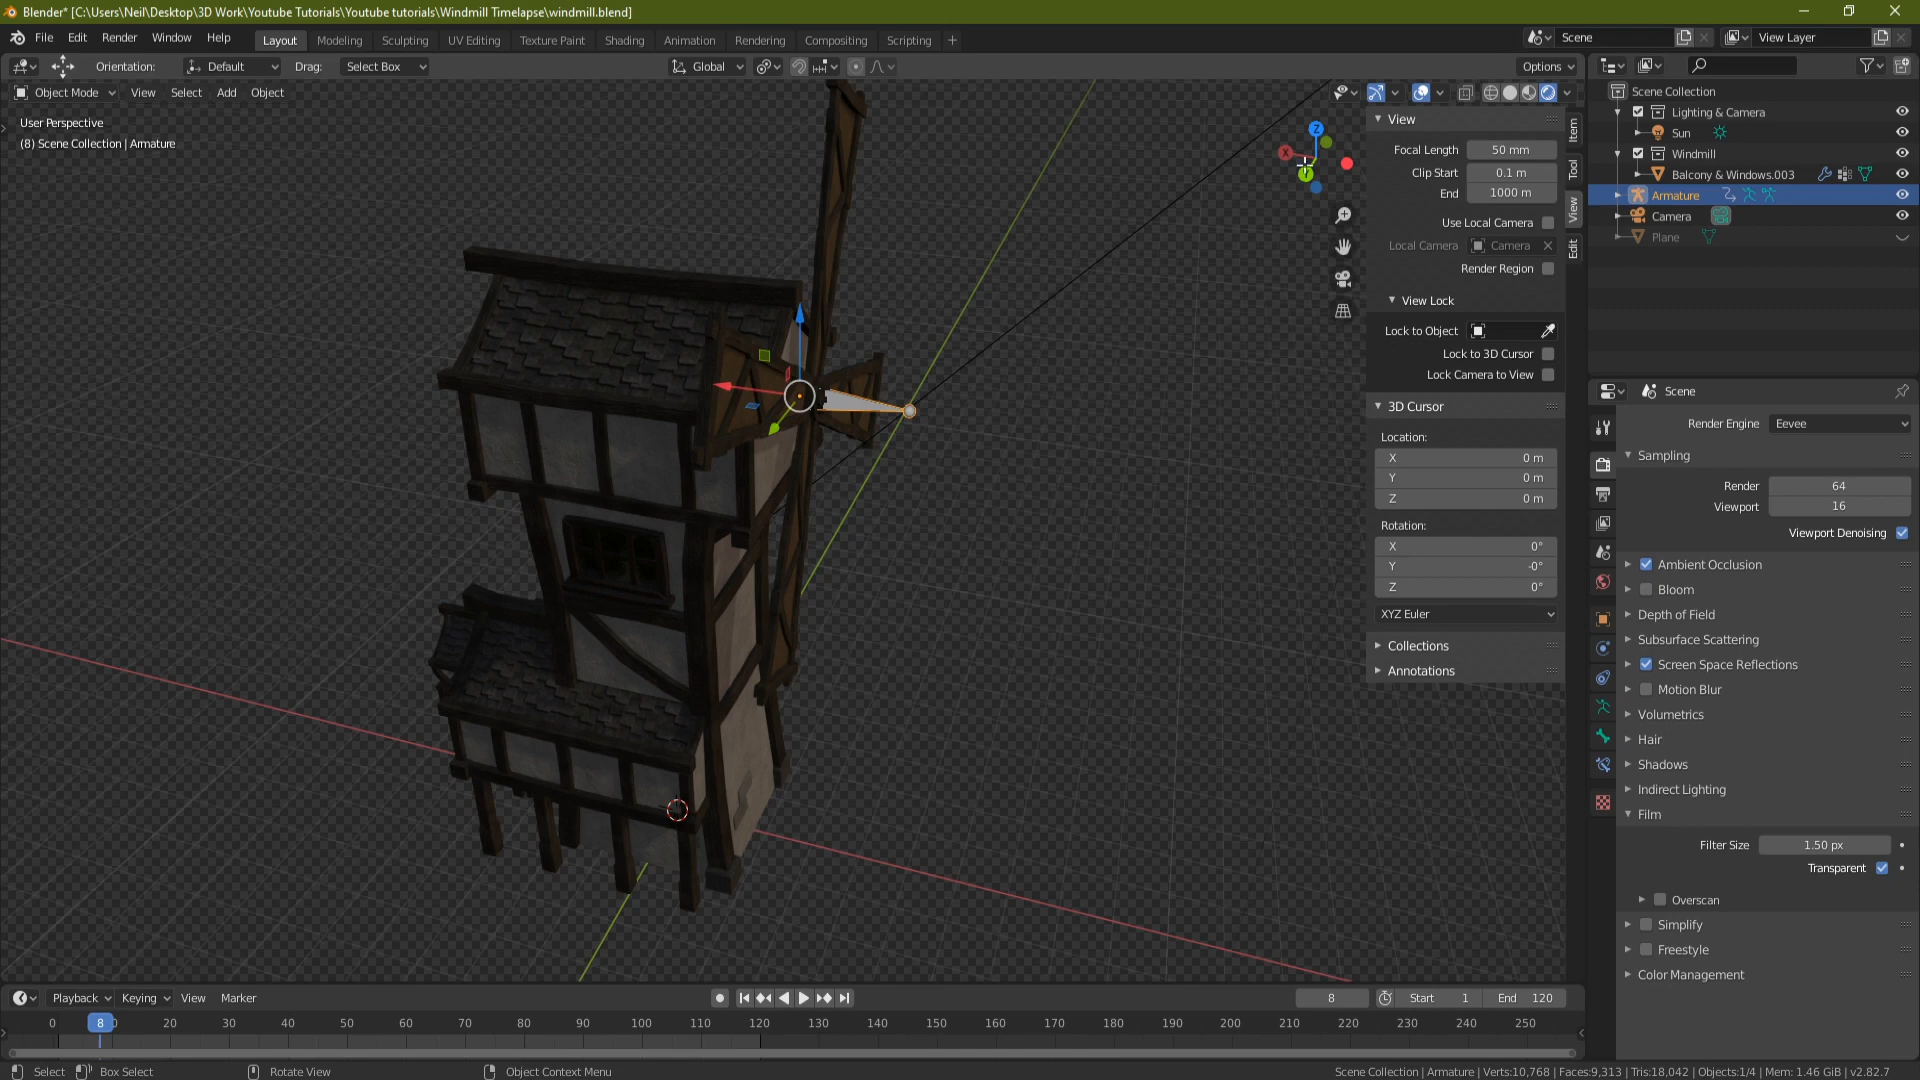 Blender* [C:\Users\Neil\Desktop\3D Work\Youtube Tutorials\Youtube tutorials\Windmill Timelapse\windmill.blend]
File Edit Render Window Help Layout Modeling Sculpting UV Editing Texture Paint Shading Animation Rendering Compositing Scripting + Scene View Layer
Orientation: Default Drag: Select Box Global Options
Object Mode View Select Add Object
User Perspective
(8) Scene Collection | Armature
Z
X
Y
View
Focal Length 50 mm
Clip Start 0.1 m
End 1000 m
Use Local Camera
Local Camera Camera
Render Region
View Lock
Lock to Object
Lock to 3D Cursor
Lock Camera to View
3D Cursor
Location:
X 0 m
Y 0 m
Z 0 m
Rotation:
X 0°
Y -0°
Z 0°
XYZ Euler
Collections
Annotations
Item
Tool
View
Edit
Scene Collection
Lighting & Camera
Sun
Windmill
Balcony & Windows.003
Armature
Camera
Plane
Scene
Render Engine Eevee
Sampling
Render 64
Viewport 16
Viewport Denoising
Ambient Occlusion
Bloom
Depth of Field
Subsurface Scattering
Screen Space Reflections
Motion Blur
Volumetrics
Hair
Shadows
Indirect Lighting
Film
Filter Size 1.50 px
Transparent
Overscan
Simplify
Freestyle
Color Management
Playback Keying View Marker 8 Start 1 End 120
0 8 20 30 40 50 60 70 80 90 100 110 120 130 140 150 160 170 180 190 200 210 220 230 240 250
Select Box Select Rotate View Object Context Menu Scene Collection | Armature | Verts:10,768 | Faces:9,313 | Tris:18,042 | Objects:1/4 | Mem: 1.46 GiB | v2.82.7